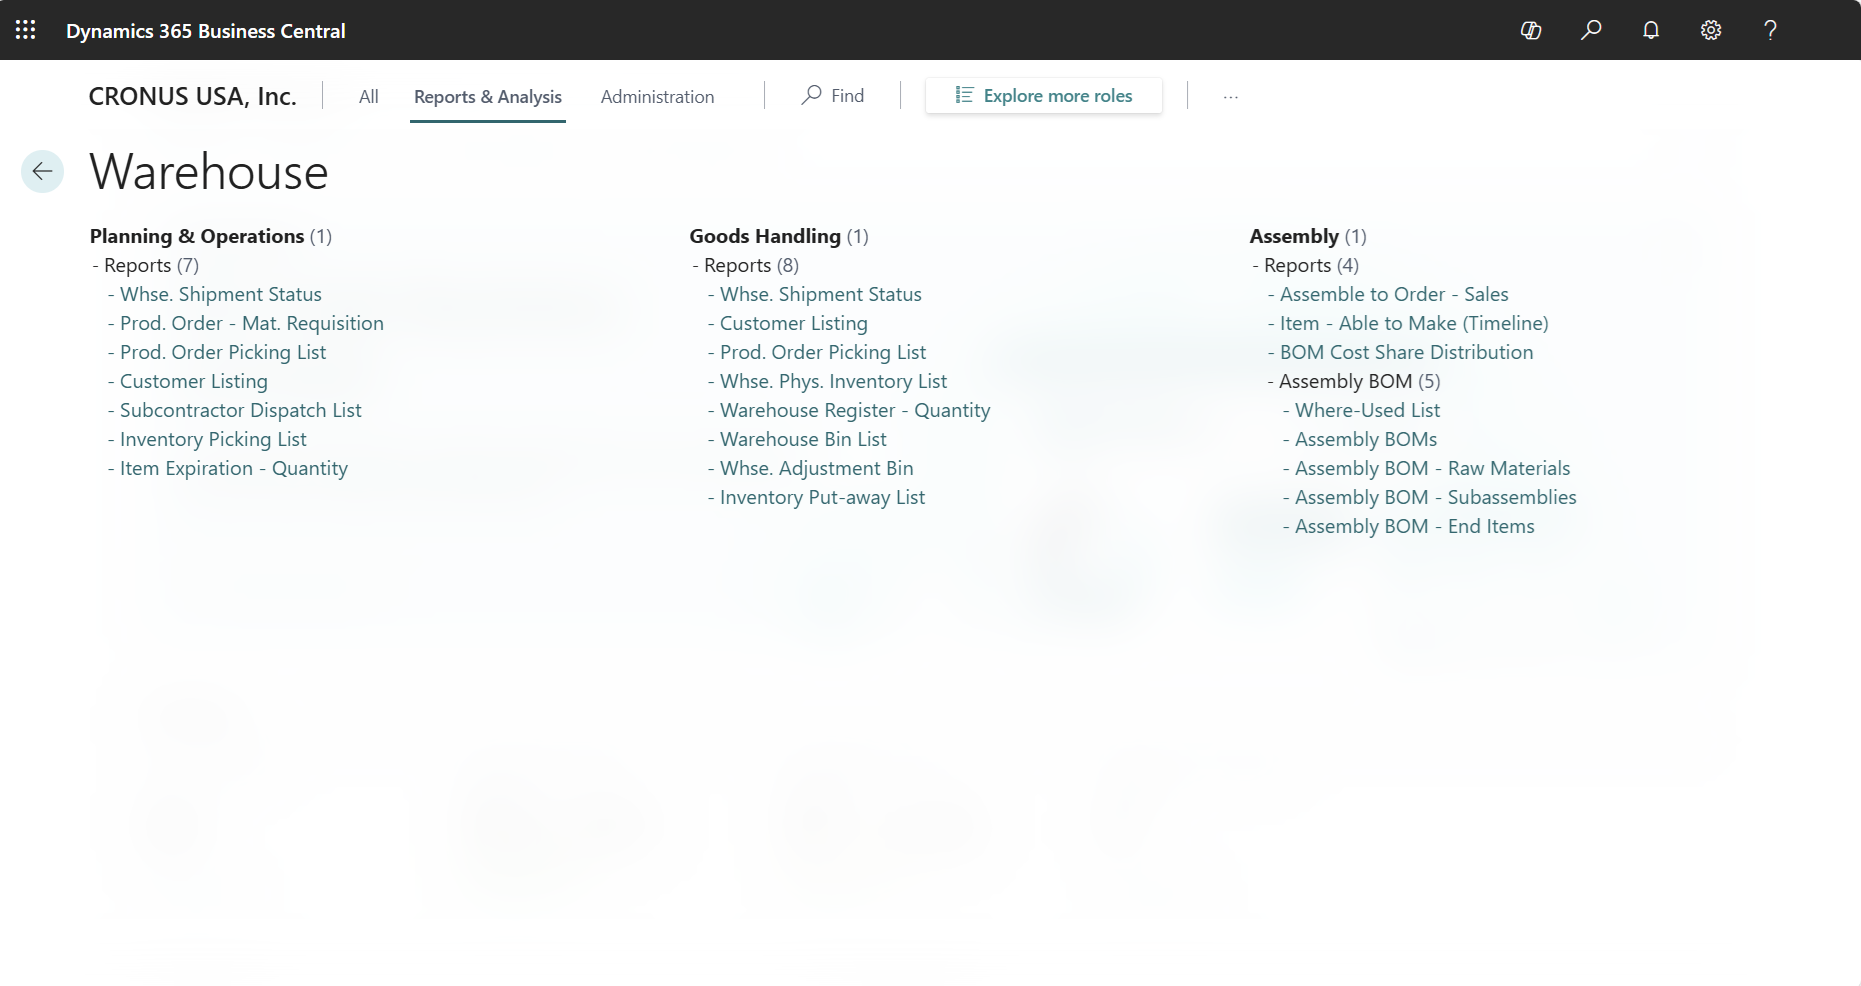 Dynamics 365 Business Central
CRONUS USA, Inc.
All
Reports & Analysis
Administration
Find
Explore more roles
...
Warehouse
Planning & Operations (1)
- Reports (7)
- Whse. Shipment Status
- Prod. Order - Mat. Requisition
- Prod. Order Picking List
- Customer Listing
- Subcontractor Dispatch List
- Inventory Picking List
- Item Expiration - Quantity
Goods Handling (1)
- Reports (8)
- Whse. Shipment Status
- Customer Listing
- Prod. Order Picking List
- Whse. Phys. Inventory List
- Warehouse Register - Quantity
- Warehouse Bin List
- Whse. Adjustment Bin
- Inventory Put-away List
Assembly (1)
- Reports (4)
- Assemble to Order - Sales
- Item - Able to Make (Timeline)
- BOM Cost Share Distribution
- Assembly BOM (5)
- Where-Used List
- Assembly BOMs
- Assembly BOM - Raw Materials
- Assembly BOM - Subassemblies
- Assembly BOM - End Items